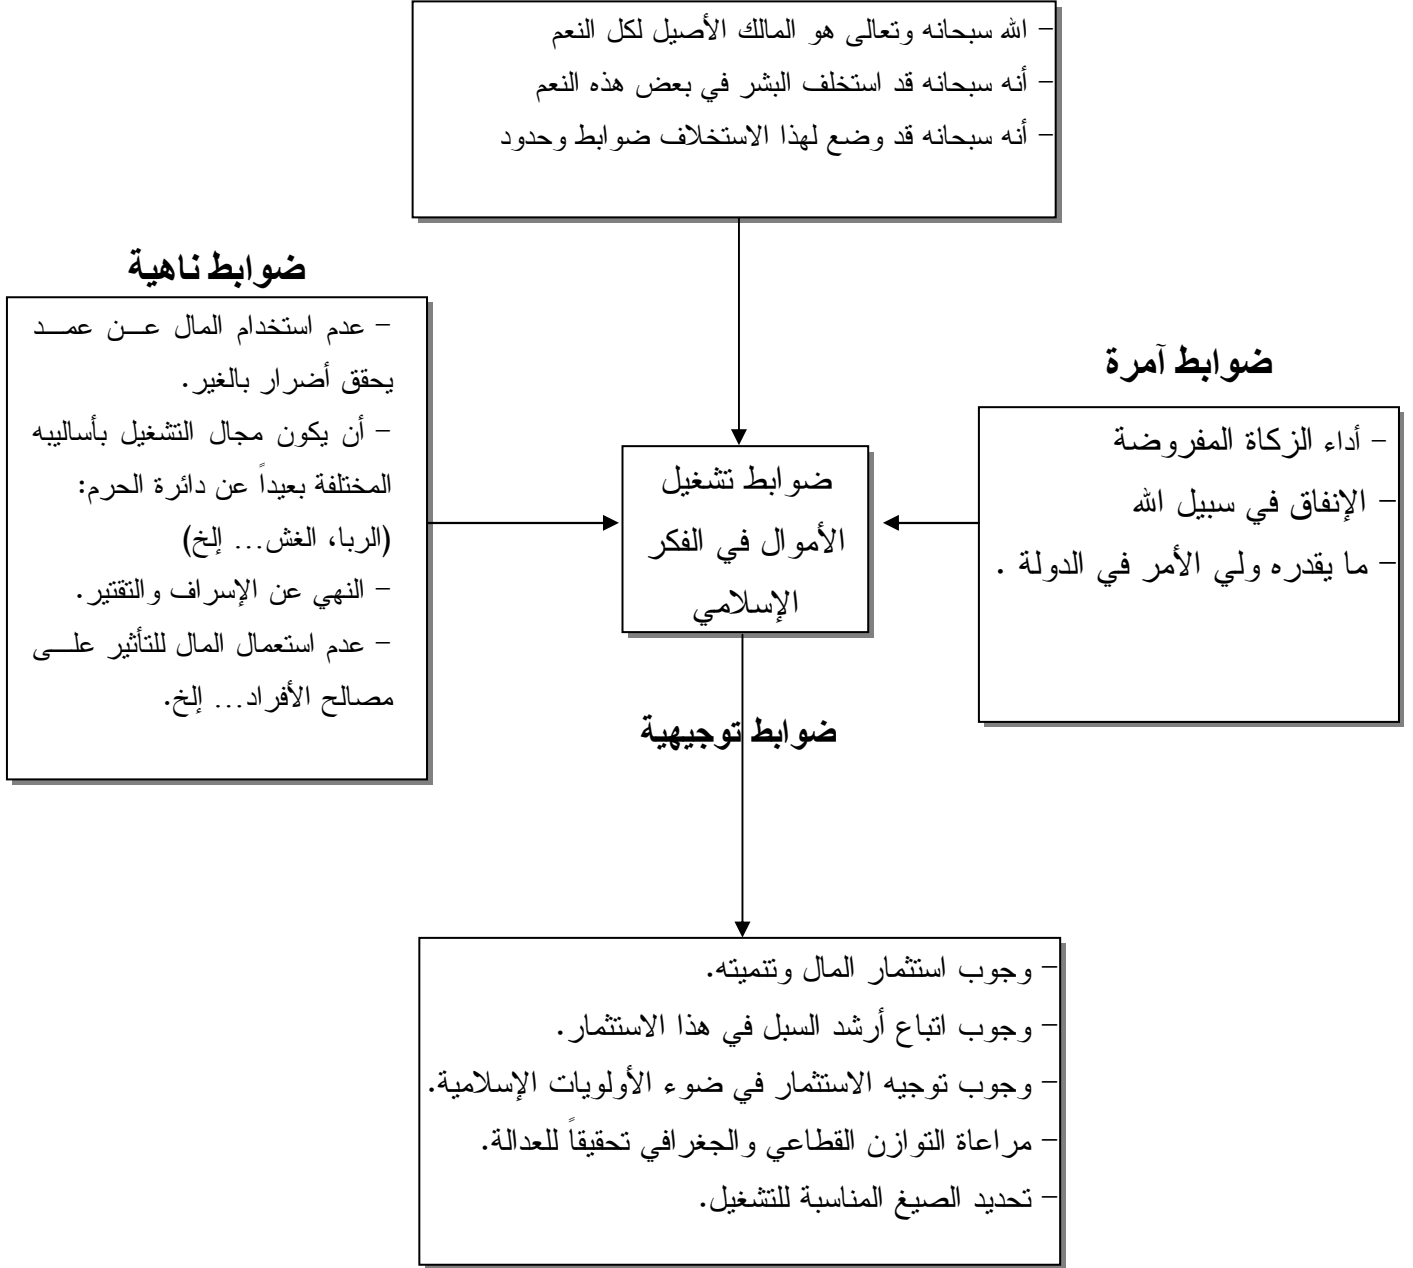 - الله سبحانه وتعالى هو المالك الأصيل لكل النعم
- أنه سبحانه قد استخلف البشر في بعض هذه النعم
- أنه سبحانه قد وضع لهذا الاستخلاف ضوابط وحدود
ضوابط آمرة
- أداء الزكاة المفروضة
- الإنفاق في سبيل الله
- ما يقدره ولي الأمر في الدولة .
ضوابط تشغيل
الأموال في الفكر
الإسلامي
ضوابط ناهية
- عدم استخدام المال عـن عمـد
يحقق أضرار بالغير.
- أن يكون مجال التشغيل بأساليبه
المختلفة بعيداً عن دائرة الحرم:
(الربا، الغش... إلخ)
- النهي عن الإسراف والتقتير.
- عدم استعمال المال للتأثير علـى
مصالح الأفراد... إلخ.
ضوابط توجيهية
- وجوب استثمار المال وتنميته.
- وجوب اتباع أرشد السبل في هذا الاستثمار.
- وجوب توجيه الاستثمار في ضوء الأولويات الإسلامية.
- مراعاة التوازن القطاعي والجغرافي تحقيقاً للعدالة.
- تحديد الصيغ المناسبة للتشغيل.